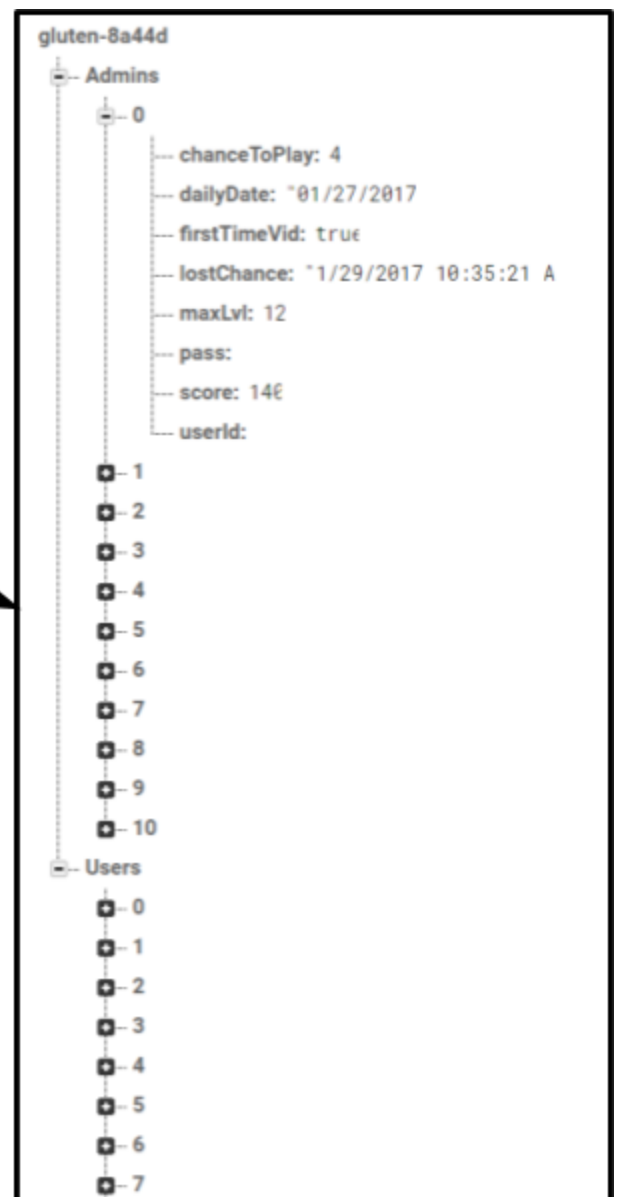 gluten-8a44d
Admins
0
chanceToPlay: 4
dailyDate: "01/27/2017
firstTimeVid: true
lostChance: "1/29/2017 10:35:21 A
maxLvl: 12
pass:
score:
userId:
1
2
3
4
5
6
7
8
9
10
Users
0
1
2
3
4
5
6
7